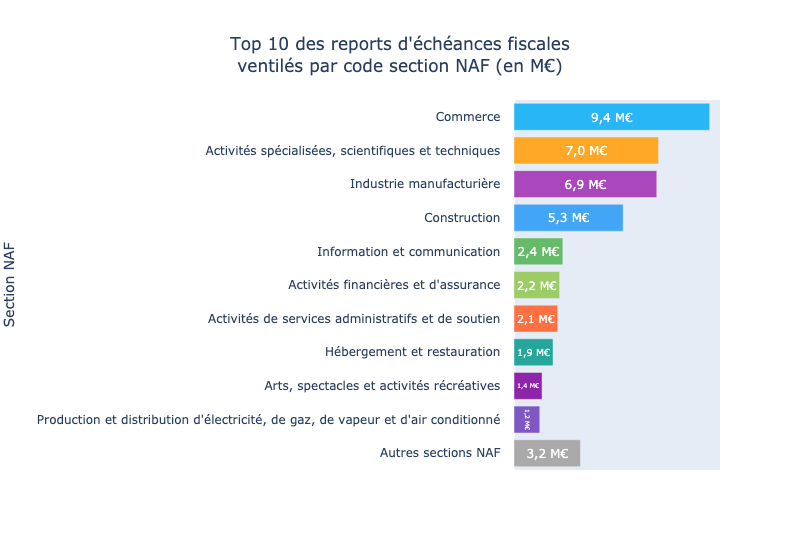 Top 10 des reports d'échéances fiscales
ventilés par code section NAF (en M€)
Section NAF
Commerce 9,4 M€
Activités spécialisées, scientifiques et techniques 7,0 M€
Industrie manufacturière 6,9 M€
Construction 5,3 M€
Information et communication 2,4 M€
Activités financières et d'assurance 2,2 M€
Activités de services administratifs et de soutien 2,1 M€
Hébergement et restauration 1,9 M€
Arts, spectacles et activités récréatives 1,4 M€
Production et distribution d'électricité, de gaz, de vapeur et d'air conditionné 1,2 M€
Autres sections NAF 3,2 M€